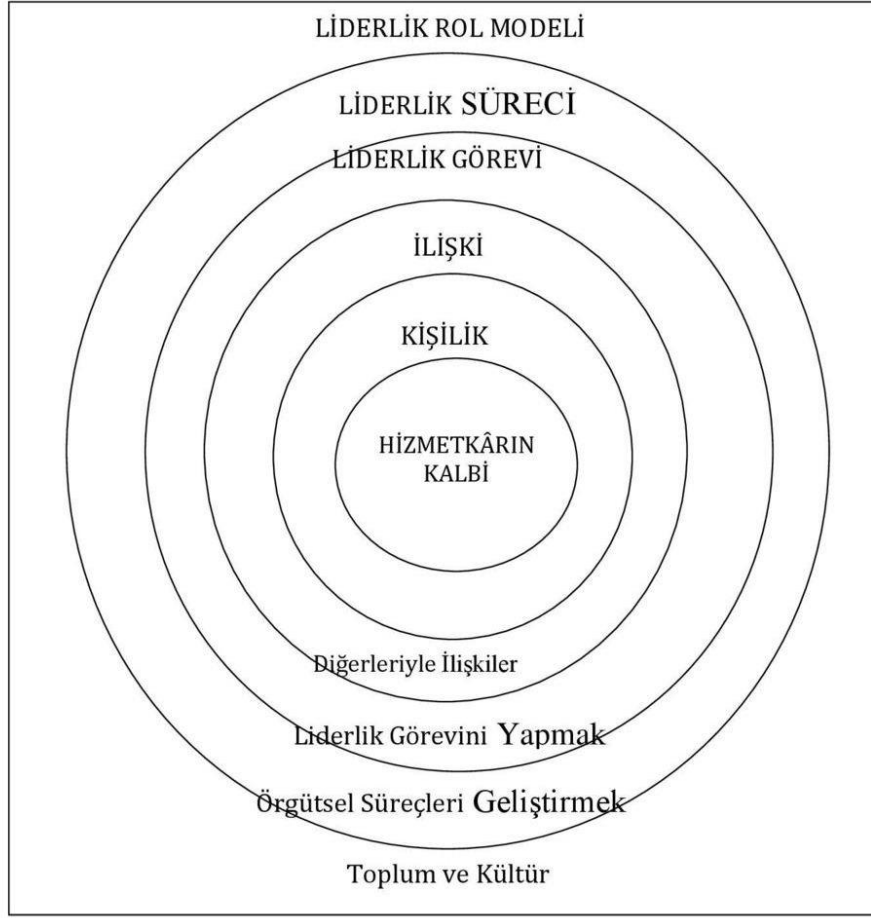 LİDERLİK ROL MODELİ
LİDERLİK SÜRECİ
LİDERLİK GÖREVİ
İLİŞKİ
KİŞİLİK
HİZMETKÂRIN
KALBİ
Diğerleriyle İlişkiler
Liderlik Görevini Yapmak
Örgütsel Süreçleri Geliştirmek
Toplum ve Kültür